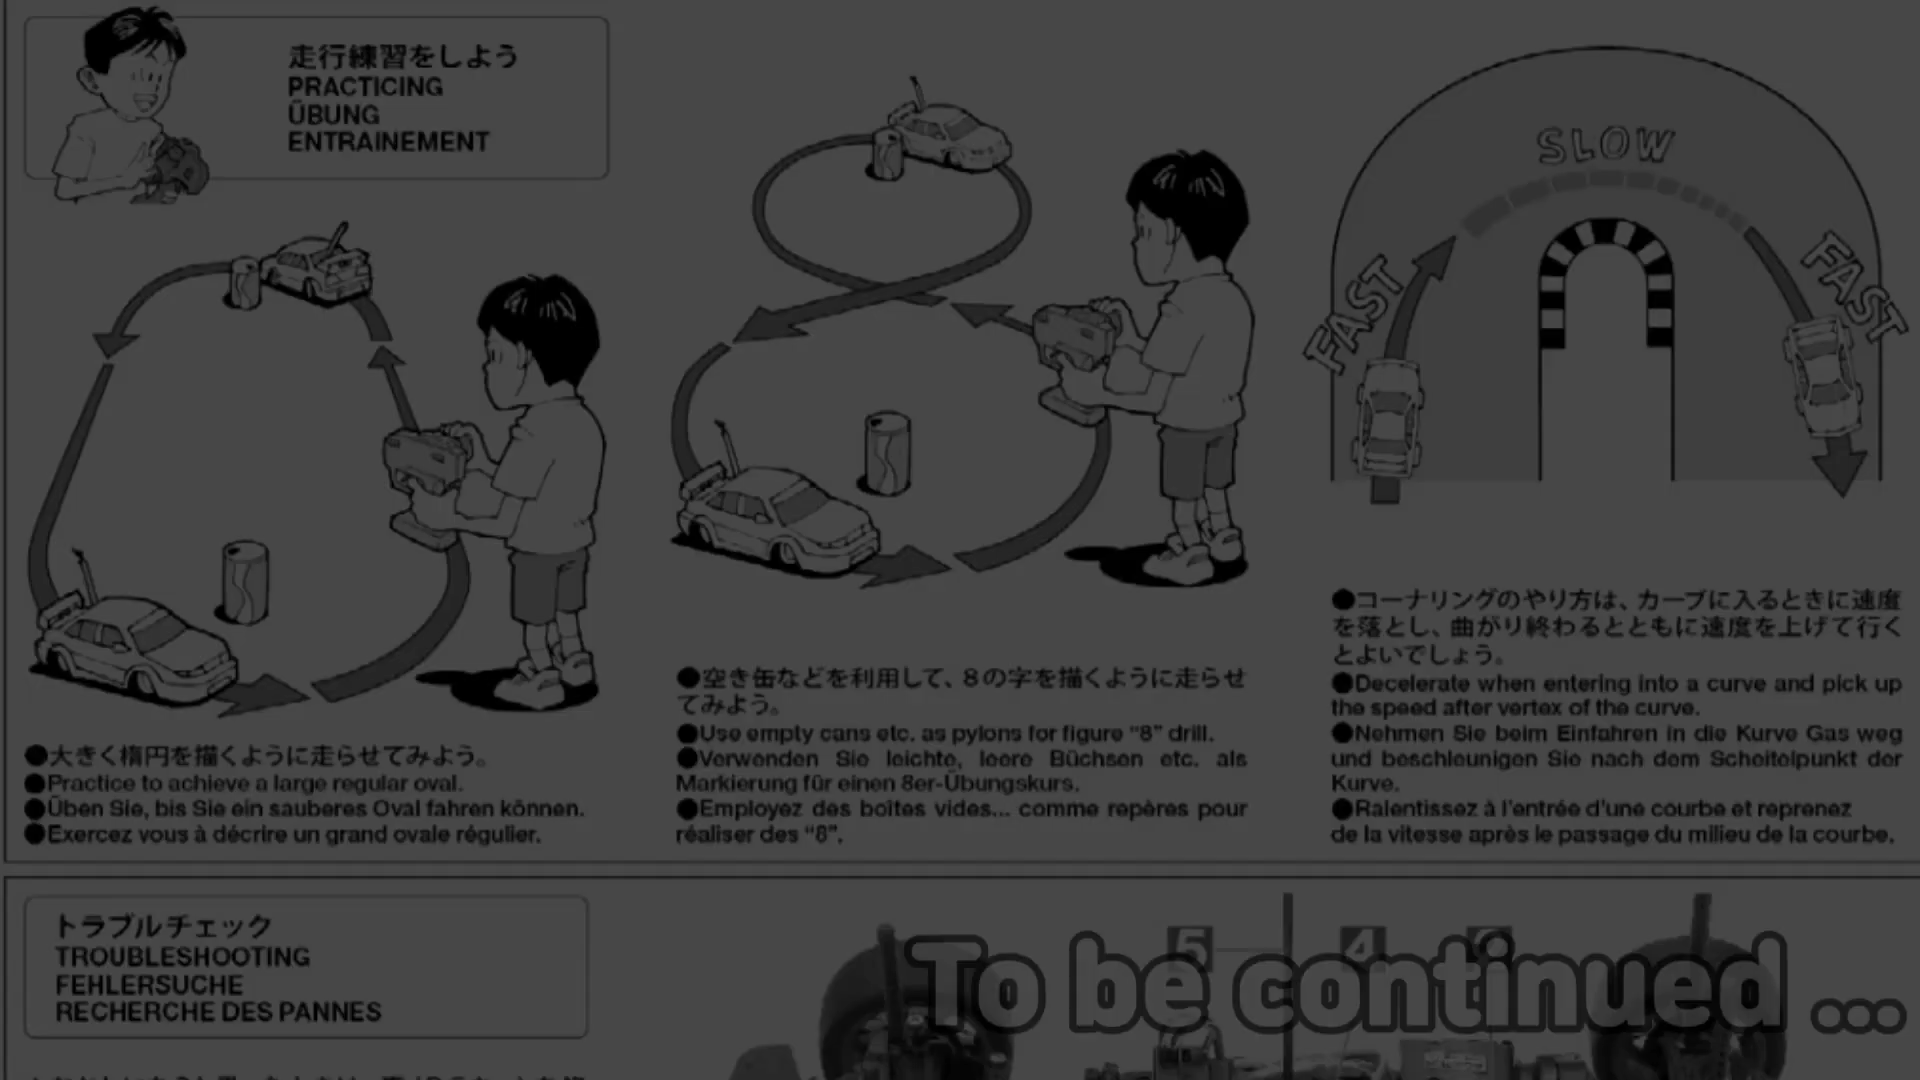 走行練習をしよう
PRACTICING
ÜBUNG
ENTRAINEMENT
●大きく楕円を描くように走らせてみよう。
●Practice to achieve a large regular oval.
●Üben Sie, bis Sie ein sauberes Oval fahren können.
●Exercez vous à décrire un grand ovale régulier.
●空き缶などを利用して、8の字を描くように走らせ
てみよう。
●Use empty cans etc. as pylons for figure “8” drill.
●Verwenden Sie leichte, leere Büchsen etc. als
Markierung für einen 8er-Übungskurs.
●Employez des boîtes vides... comme repères pour
réaliser des “8”.
SLOW
FAST
FAST
●コーナリングのやり方は、カーブに入るときに速度
を落とし、曲がり終わるとともに速度を上げて行く
とよいでしょう。
●Decelerate when entering into a curve and pick up
the speed after vertex of the curve.
●Nehmen Sie beim Einfahren in die Kurve Gas weg
und beschleunigen Sie nach dem Scheitelpunkt der
Kurve.
●Ralentissez à l'entrée d'une courbe et reprenez
de la vitesse après le passage du milieu de la courbe.
トラブルチェック
TROUBLESHOOTING
FEHLERSUCHE
RECHERCHE DES PANNES
5
4
To be continued ...